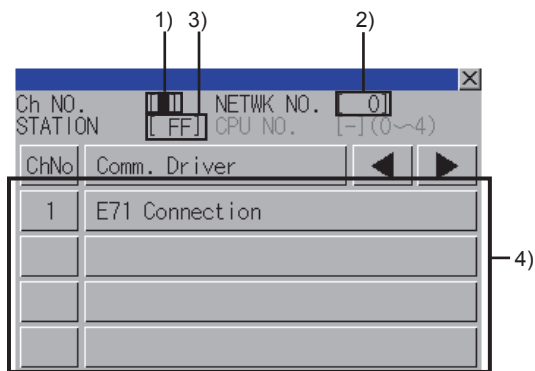 1) 3) 2)
Ch NO. [ ] NETWK NO. [ 0]
STATION [ FF] CPU NO. [-](0~4)
ChNo Comm. Driver
1 E71 Connection
4)